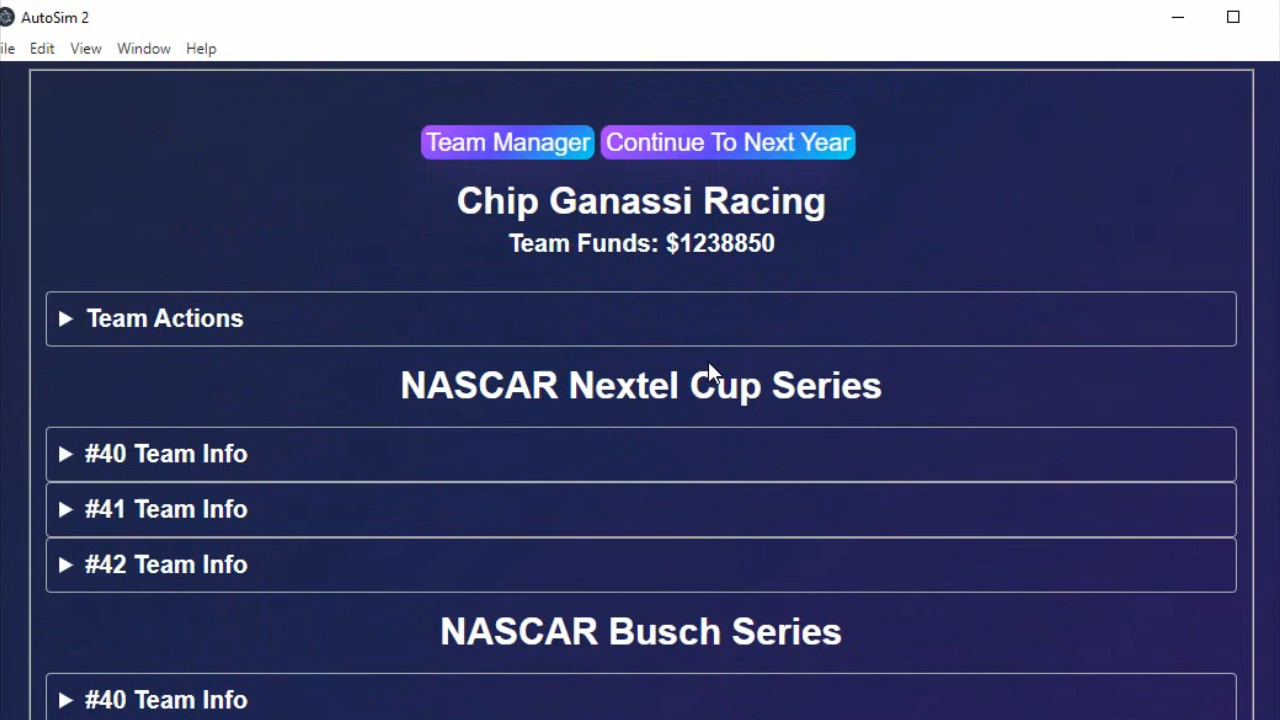 AutoSim 2
ile Edit View Window Help
Team Manager Continue To Next Year
Chip Ganassi Racing
Team Funds: $1238850
Team Actions
NASCAR Nextel Cup Series
#40 Team Info
#41 Team Info
#42 Team Info
NASCAR Busch Series
#40 Team Info